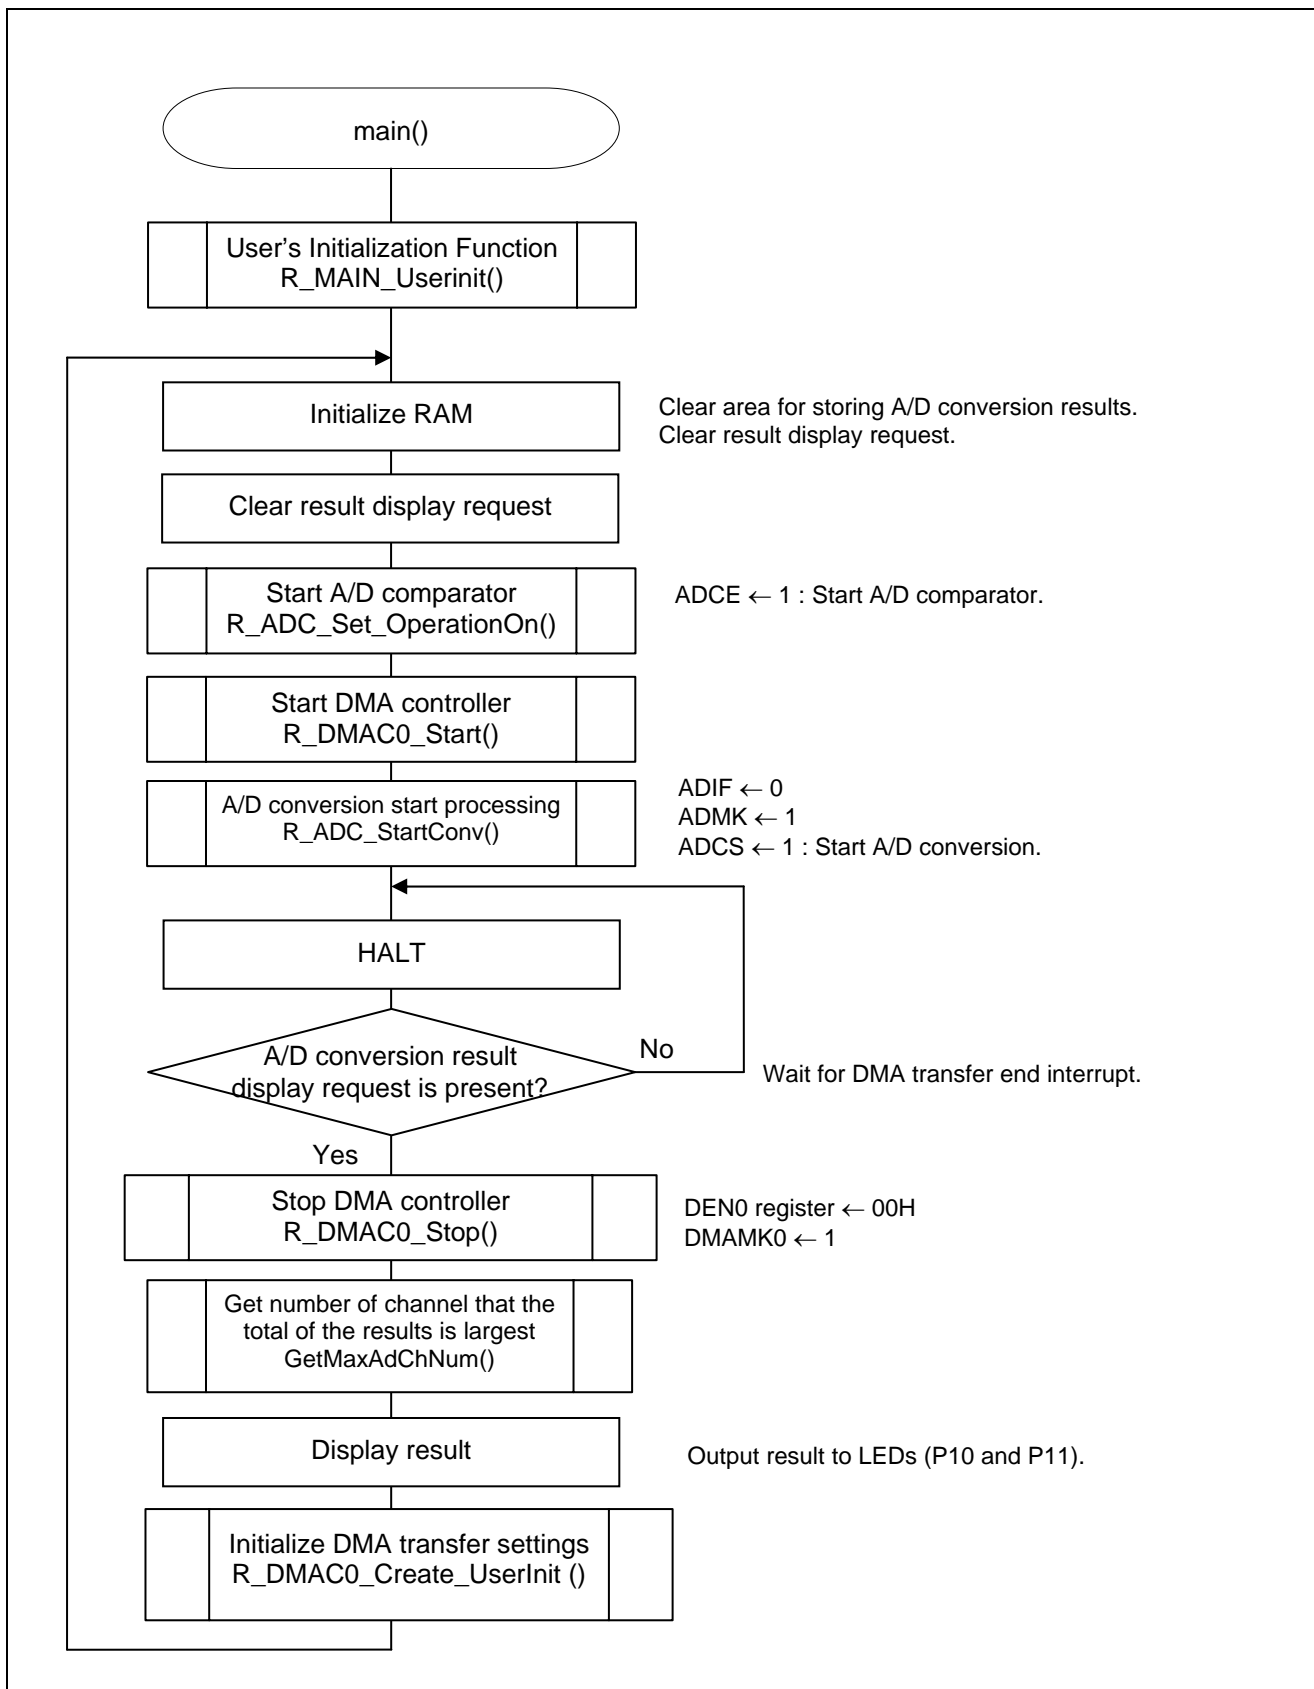 main()
User's Initialization Function
R_MAIN_Userinit()
Initialize RAM
Clear area for storing A/D conversion results.
Clear result display request.
Clear result display request
Start A/D comparator
R_ADC_Set_OperationOn()
ADCE ← 1 : Start A/D comparator.
Start DMA controller
R_DMAC0_Start()
A/D conversion start processing
R_ADC_StartConv()
ADIF ← 0
ADMK ← 1
ADCS ← 1 : Start A/D conversion.
HALT
A/D conversion result
display request is present?
No
Wait for DMA transfer end interrupt.
Yes
Stop DMA controller
R_DMAC0_Stop()
DEN0 register ← 00H
DMAMK0 ← 1
Get number of channel that the
total of the results is largest
GetMaxAdChNum()
Display result
Output result to LEDs (P10 and P11).
Initialize DMA transfer settings
R_DMAC0_Create_UserInit ()